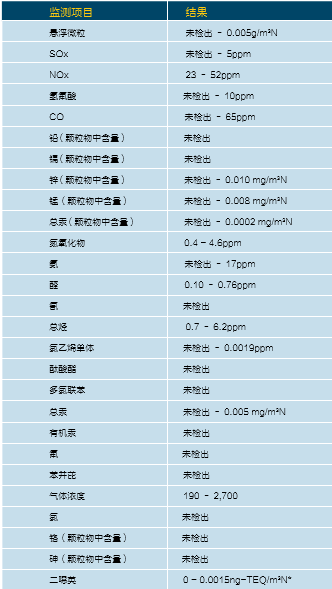 监测项目 结果
悬浮微粒 未检出 – 0.005g/m³N
SOx 未检出 – 5ppm
NOx 23 – 52ppm
氢氟酸 未检出 – 10ppm
CO 未检出 – 65ppm
铅（颗粒物中含量） 未检出
镉（颗粒物中含量） 未检出
锌（颗粒物中含量） 未检出 – 0.010 mg/m³N
锰（颗粒物中含量） 未检出 – 0.008 mg/m³N
总汞（颗粒物中含量） 未检出 – 0.0002 mg/m³N
氮氧化物 0.4 – 4.6ppm
氨 未检出 – 17ppm
醛 0.10 – 0.76ppm
氰 未检出
总烃 0.7 – 6.2ppm
氯乙烯单体 未检出 – 0.0019ppm
酞酸酯 未检出
多氯联苯 未检出
总汞 未检出 – 0.005 mg/m³N
有机汞 未检出
未检出
苯并芘 未检出
气体浓度 190 – 2,700
未检出
铬（颗粒物中含量） 未检出
砷（颗粒物中含量） 未检出
二噁英 0 – 0.0015ng-TEQ/m³N*